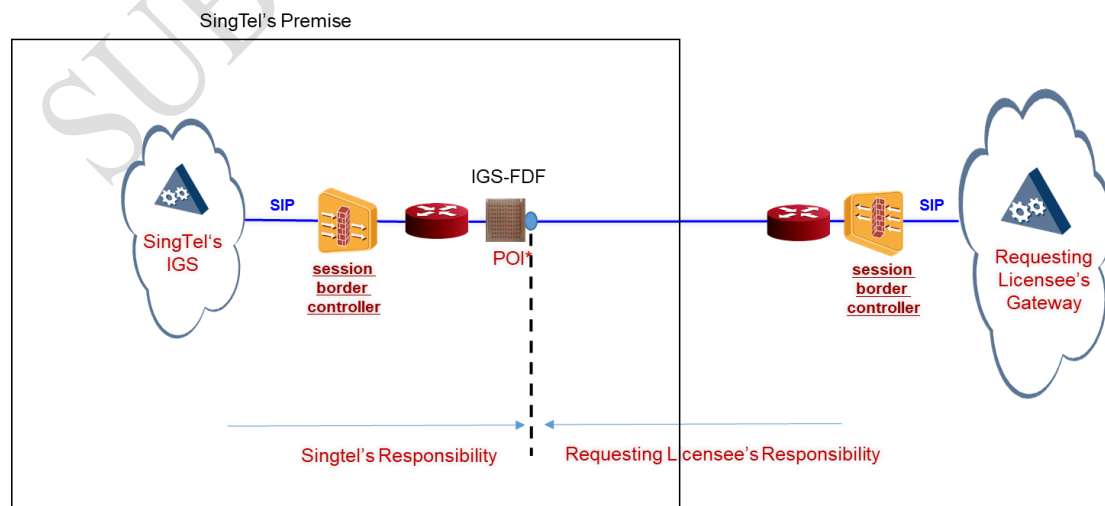 SingTel's Premise
SUB
IGS-FDF
SIP
SIP
SingTel's
IGS
POI*
session
border
controller
session
border
controller
Requesting
Licensee's
Gateway
Singtel's Responsibility
Requesting Licensee's Responsibility